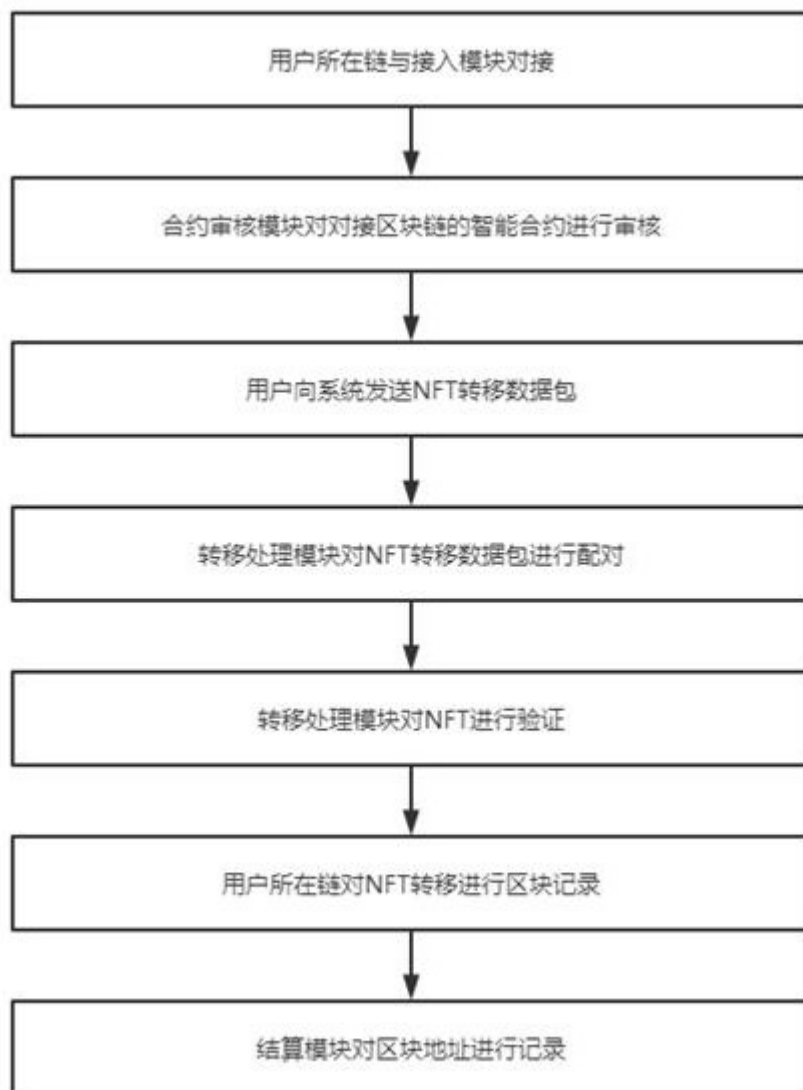 用户所在链与接入模块对接
合约审核模块对对接区块链的智能合约进行审核
用户向系统发送NFT转移数据包
转移处理模块对NFT转移数据包进行配对
转移处理模块对NFT进行验证
用户所在链对NFT转移进行区块记录
结算模块对区块地址进行记录